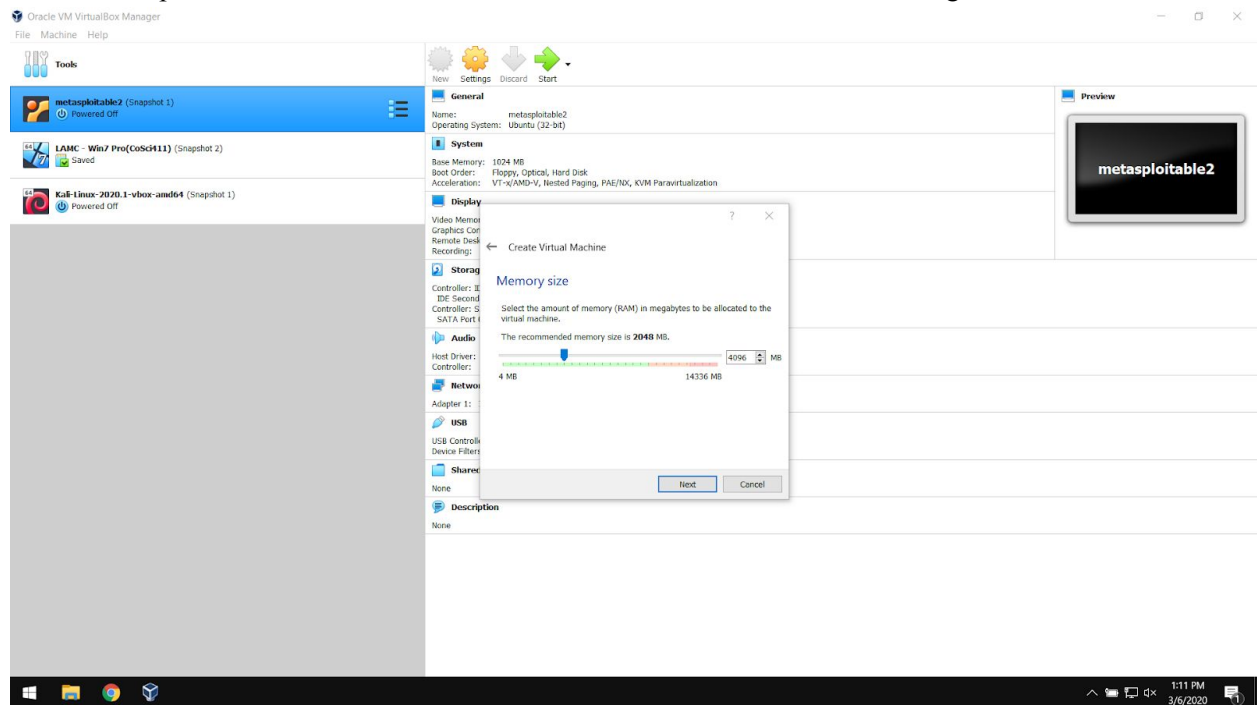 Oracle VM VirtualBox Manager
File Machine Help
Tools
metasploitable2 (Snapshot 1)
Powered Off
64
LAMC - Win7 Pro(CoSci411) (Snapshot 2)
Saved
64
Kali-Linux-2020.1-vbox-amd64 (Snapshot 1)
Powered Off
New Settings Discard Start
General
Name: metasploitable2
Operating System: Ubuntu (32-bit)
System
Base Memory: 1024 MB
Boot Order: Floppy, Optical, Hard Disk
Acceleration: VT-x/AMD-V, Nested Paging, PAE/NX, KVM Paravirtualization
Display
Video Memo
Graphics Con
Remote Desk
Recording:
Storag
Controller: I
IDE Second
Controller: S
SATA Port
Audio
Host Driver:
Controller:
Netwo
Adapter 1:
USB
USB Controll
Device Filters
Shared
None
Description
None
Preview
metasploitable2
?
Create Virtual Machine
Memory size
Select the amount of memory (RAM) in megabytes to be allocated to the
virtual machine.
The recommended memory size is 2048 MB.
4096 MB
4 MB 14336 MB
Next Cancel
1:11 PM
3/6/2020
1